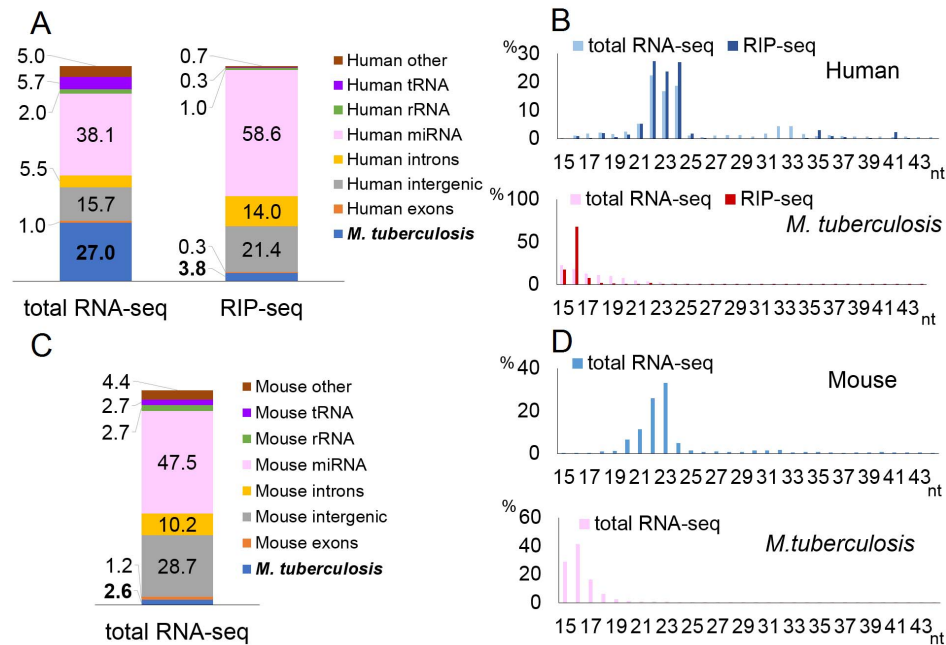 A
5.0
5.7
2.0
38.1
5.5
15.7
1.0
27.0
total RNA-seq
0.7
0.3
1.0
58.6
14.0
21.4
0.3
3.8
RIP-seq
Human other
Human tRNA
Human rRNA
Human miRNA
Human introns
Human intergenic
Human exons
M. tuberculosis
B
%
30
20
10
0
total RNA-seq
RIP-seq
Human
15 17 19 21 23 25 27 29 31 33 35 37 39 41 43
nt
%
100
50
0
total RNA-seq
RIP-seq
M. tuberculosis
15 17 19 21 23 25 27 29 31 33 35 37 39 41 43
nt
C
4.4
2.7
2.7
47.5
10.2
28.7
1.2
2.6
total RNA-seq
Mouse other
Mouse tRNA
Mouse rRNA
Mouse miRNA
Mouse introns
Mouse intergenic
Mouse exons
M. tuberculosis
D
%
40
20
0
total RNA-seq
Mouse
15 17 19 21 23 25 27 29 31 33 35 37 39 41 43
nt
%
60
40
20
0
total RNA-seq
M.tuberculosis
15 17 19 21 23 25 27 29 31 33 35 37 39 41 43
nt